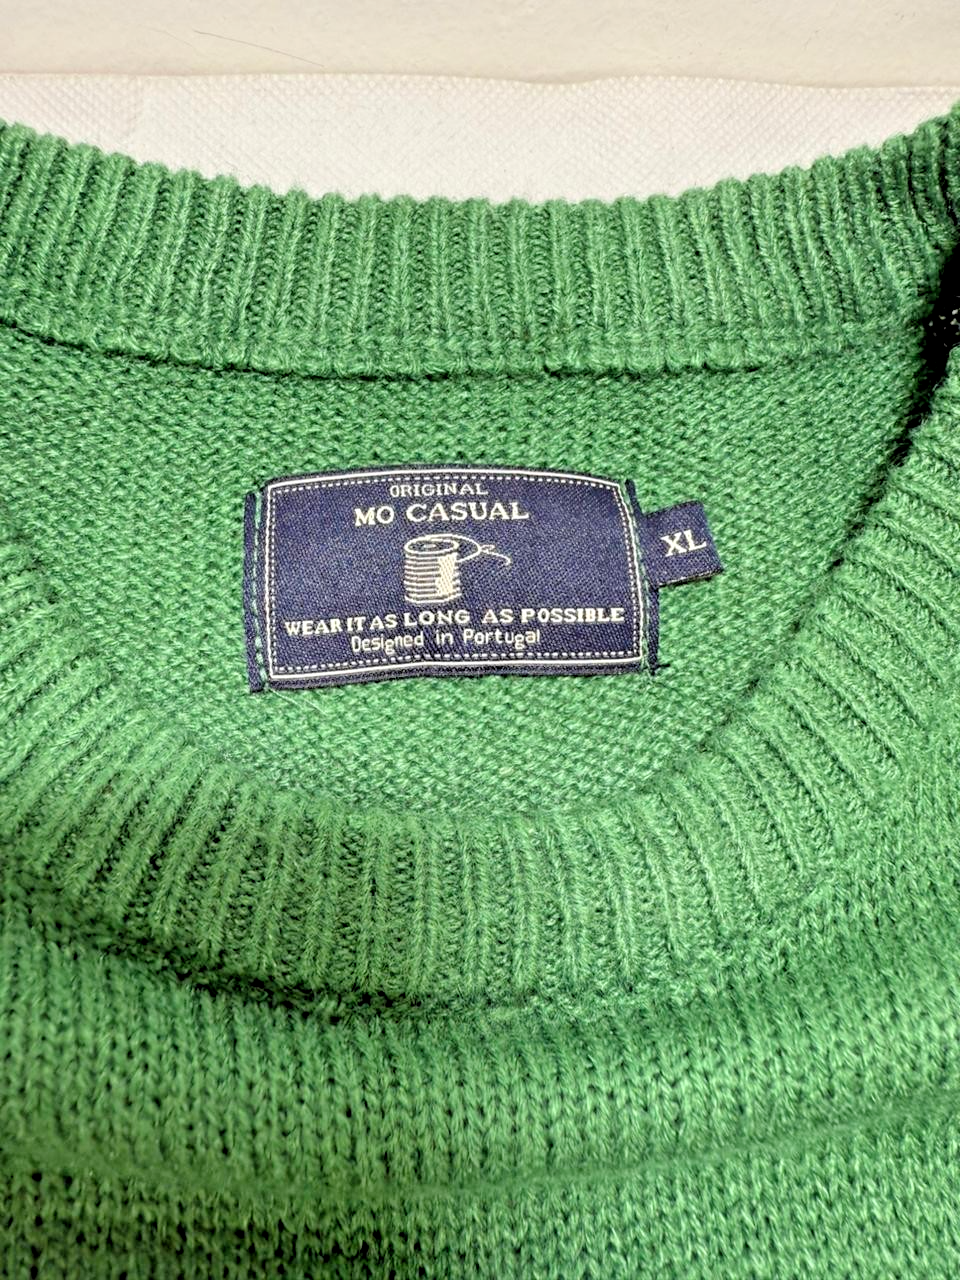 ORIGINAL
MO CASUAL
WEAR IT AS LONG AS POSSIBLE
Designed in Portugal
XL